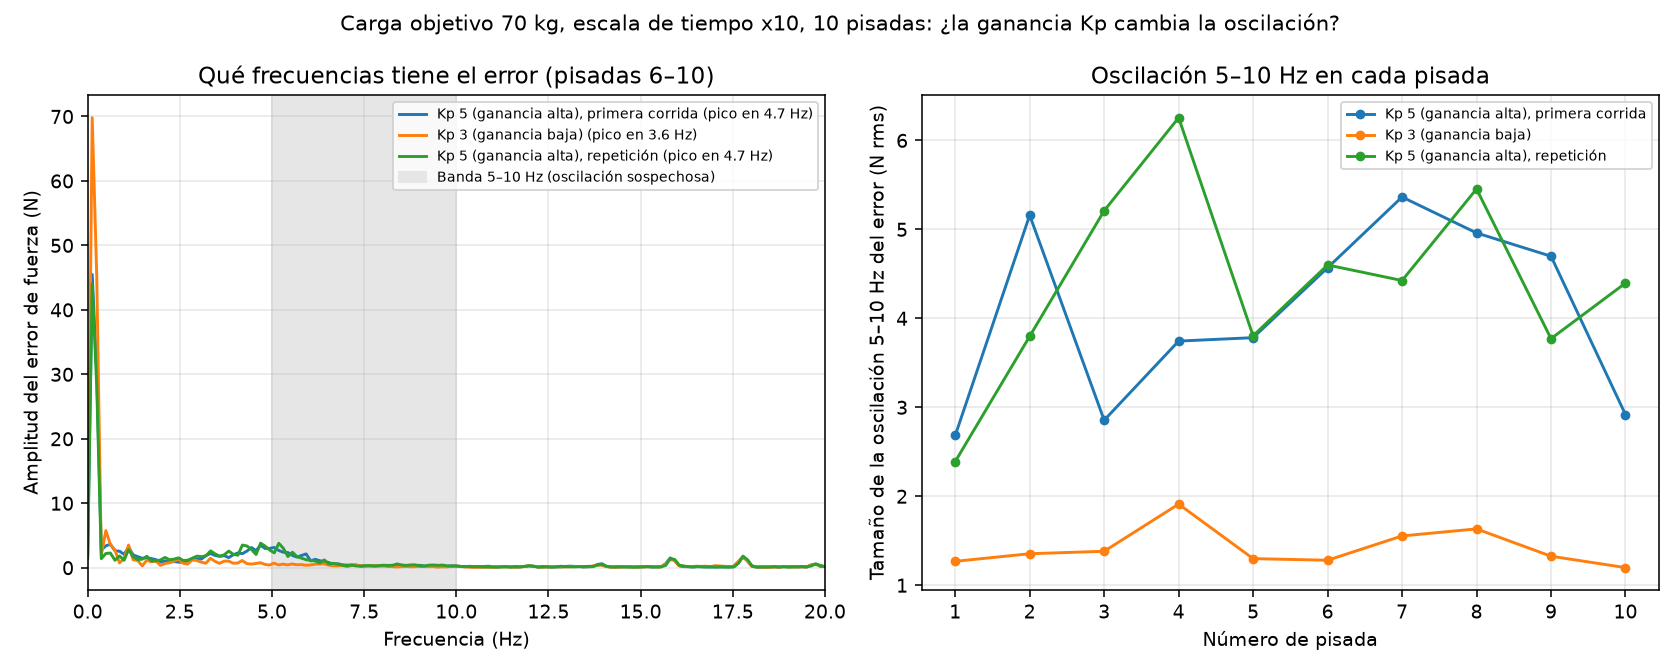 Carga objetivo 70 kg, escala de tiempo x10, 10 pisadas: ¿la ganancia Kp cambia la oscilación?
Qué frecuencias tiene el error (pisadas 6–10)
Amplitud del error de fuerza (N)
70
60
50
40
30
20
10
0
Kp 5 (ganancia alta), primera corrida (pico en 4.7 Hz)
Kp 3 (ganancia baja) (pico en 3.6 Hz)
Kp 5 (ganancia alta), repetición (pico en 4.7 Hz)
Banda 5–10 Hz (oscilación sospechosa)
0.0 2.5 5.0 7.5 10.0 12.5 15.0 17.5 20.0
Frecuencia (Hz)
Oscilación 5–10 Hz en cada pisada
Tamaño de la oscilación 5–10 Hz del error (N rms)
6
5
4
3
2
1
Kp 5 (ganancia alta), primera corrida
Kp 3 (ganancia baja)
Kp 5 (ganancia alta), repetición
1 2 3 4 5 6 7 8 9 10
Número de pisada